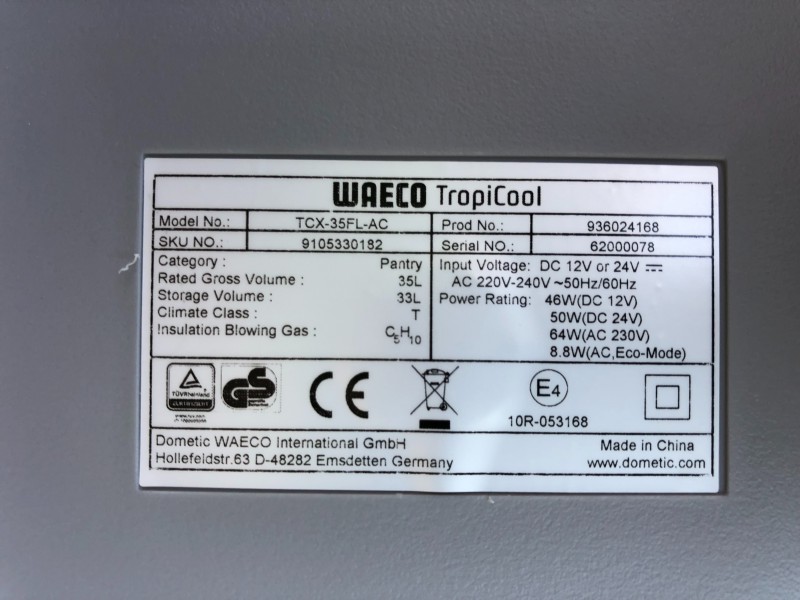 WAECO TropiCool
Model No.: TCX-35FL-AC Prod No.: 936024168
SKU NO.: 9105330182 Serial NO.: 62000078
Category : Pantry
Rated Gross Volume : 35L
Storage Volume : 33L
Climate Class : T
Insulation Blowing Gas : C5H10
Input Voltage: DC 12V or 24V ⎓
AC 220V-240V ~50Hz/60Hz
Power Rating: 46W(DC 12V)
50W(DC 24V)
64W(AC 230V)
8.8W(AC,Eco-Mode)
TÜVRheinland
GS
CE
E4
10R-053168
Dometic WAECO International GmbH
Hollefeldstr.63 D-48282 Emsdetten Germany
Made in China
www.dometic.com